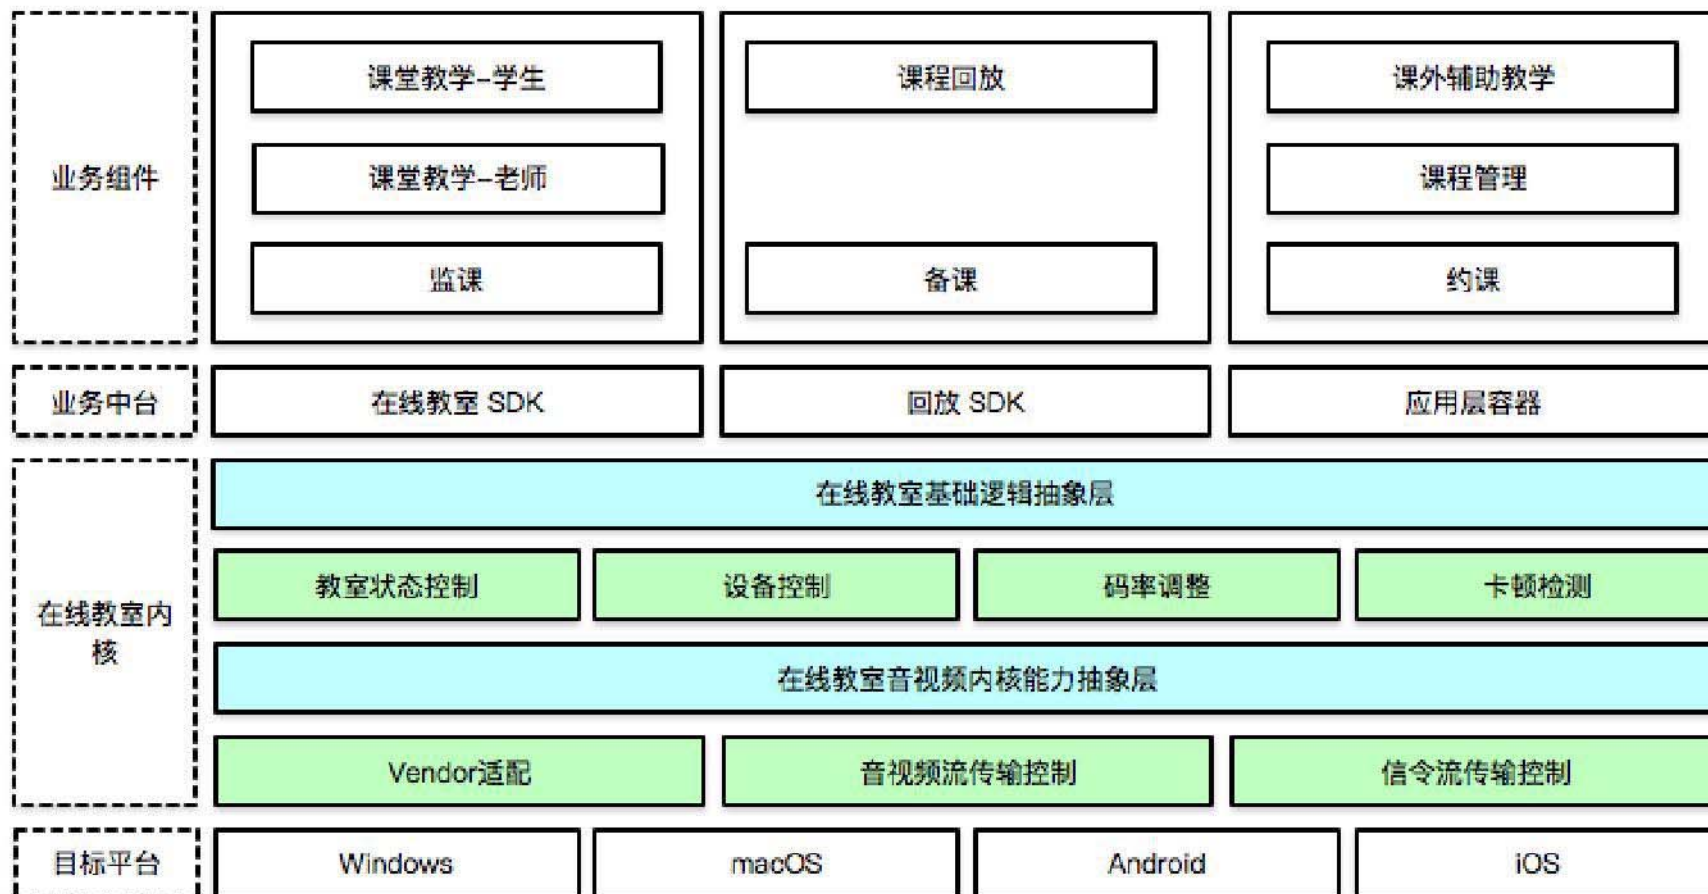 业务组件
课堂教学-学生
课程回放
课外辅助教学
课堂教学-老师
课程管理
监课
备课
约课
业务中台
在线教室 SDK
回放 SDK
应用层容器
在线教室内
核
在线教室基础逻辑抽象层
教室状态控制
设备控制
码率调整
卡顿检测
在线教室音视频内核能力抽象层
Vendor适配
音视频流传输控制
信令流传输控制
目标平台
Windows
macOS
Android
iOS